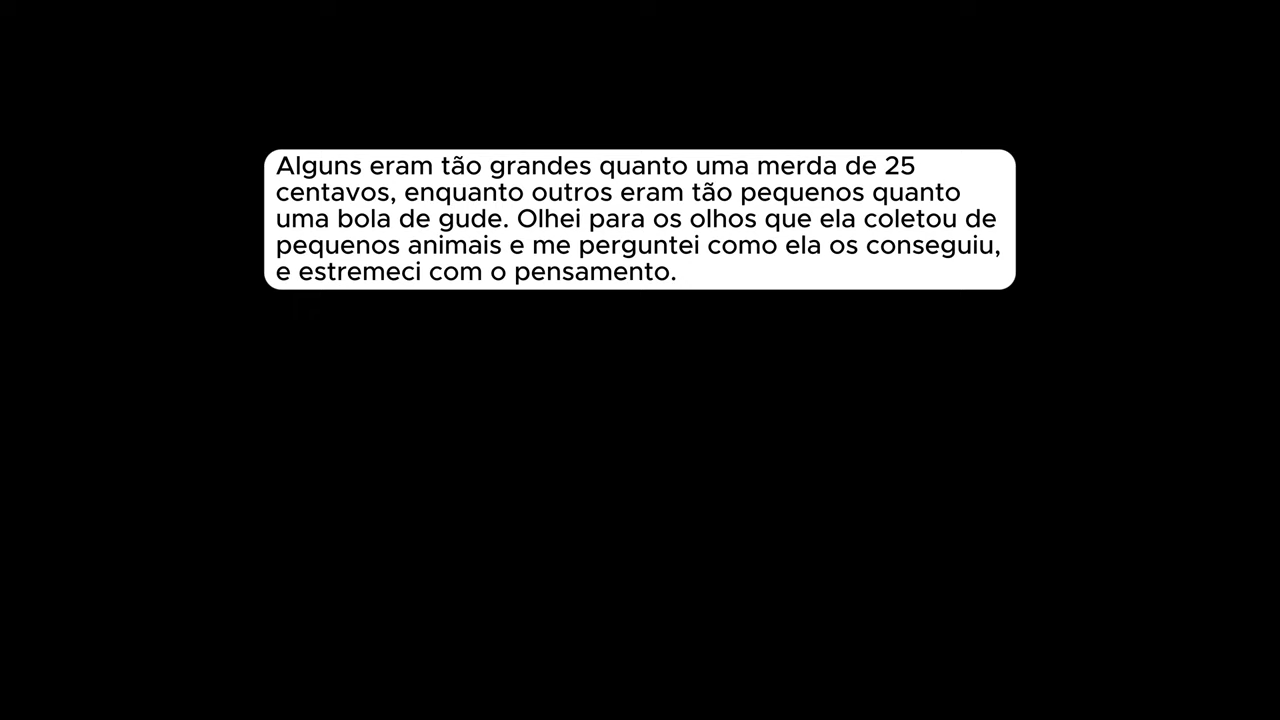 Alguns eram tão grandes quanto uma merda de 25
centavos, enquanto outros eram tão pequenos quanto
uma bola de gude. Olhei para os olhos que ela coletou de
pequenos animais e me perguntei como ela os conseguiu,
e estremeci com o pensamento.